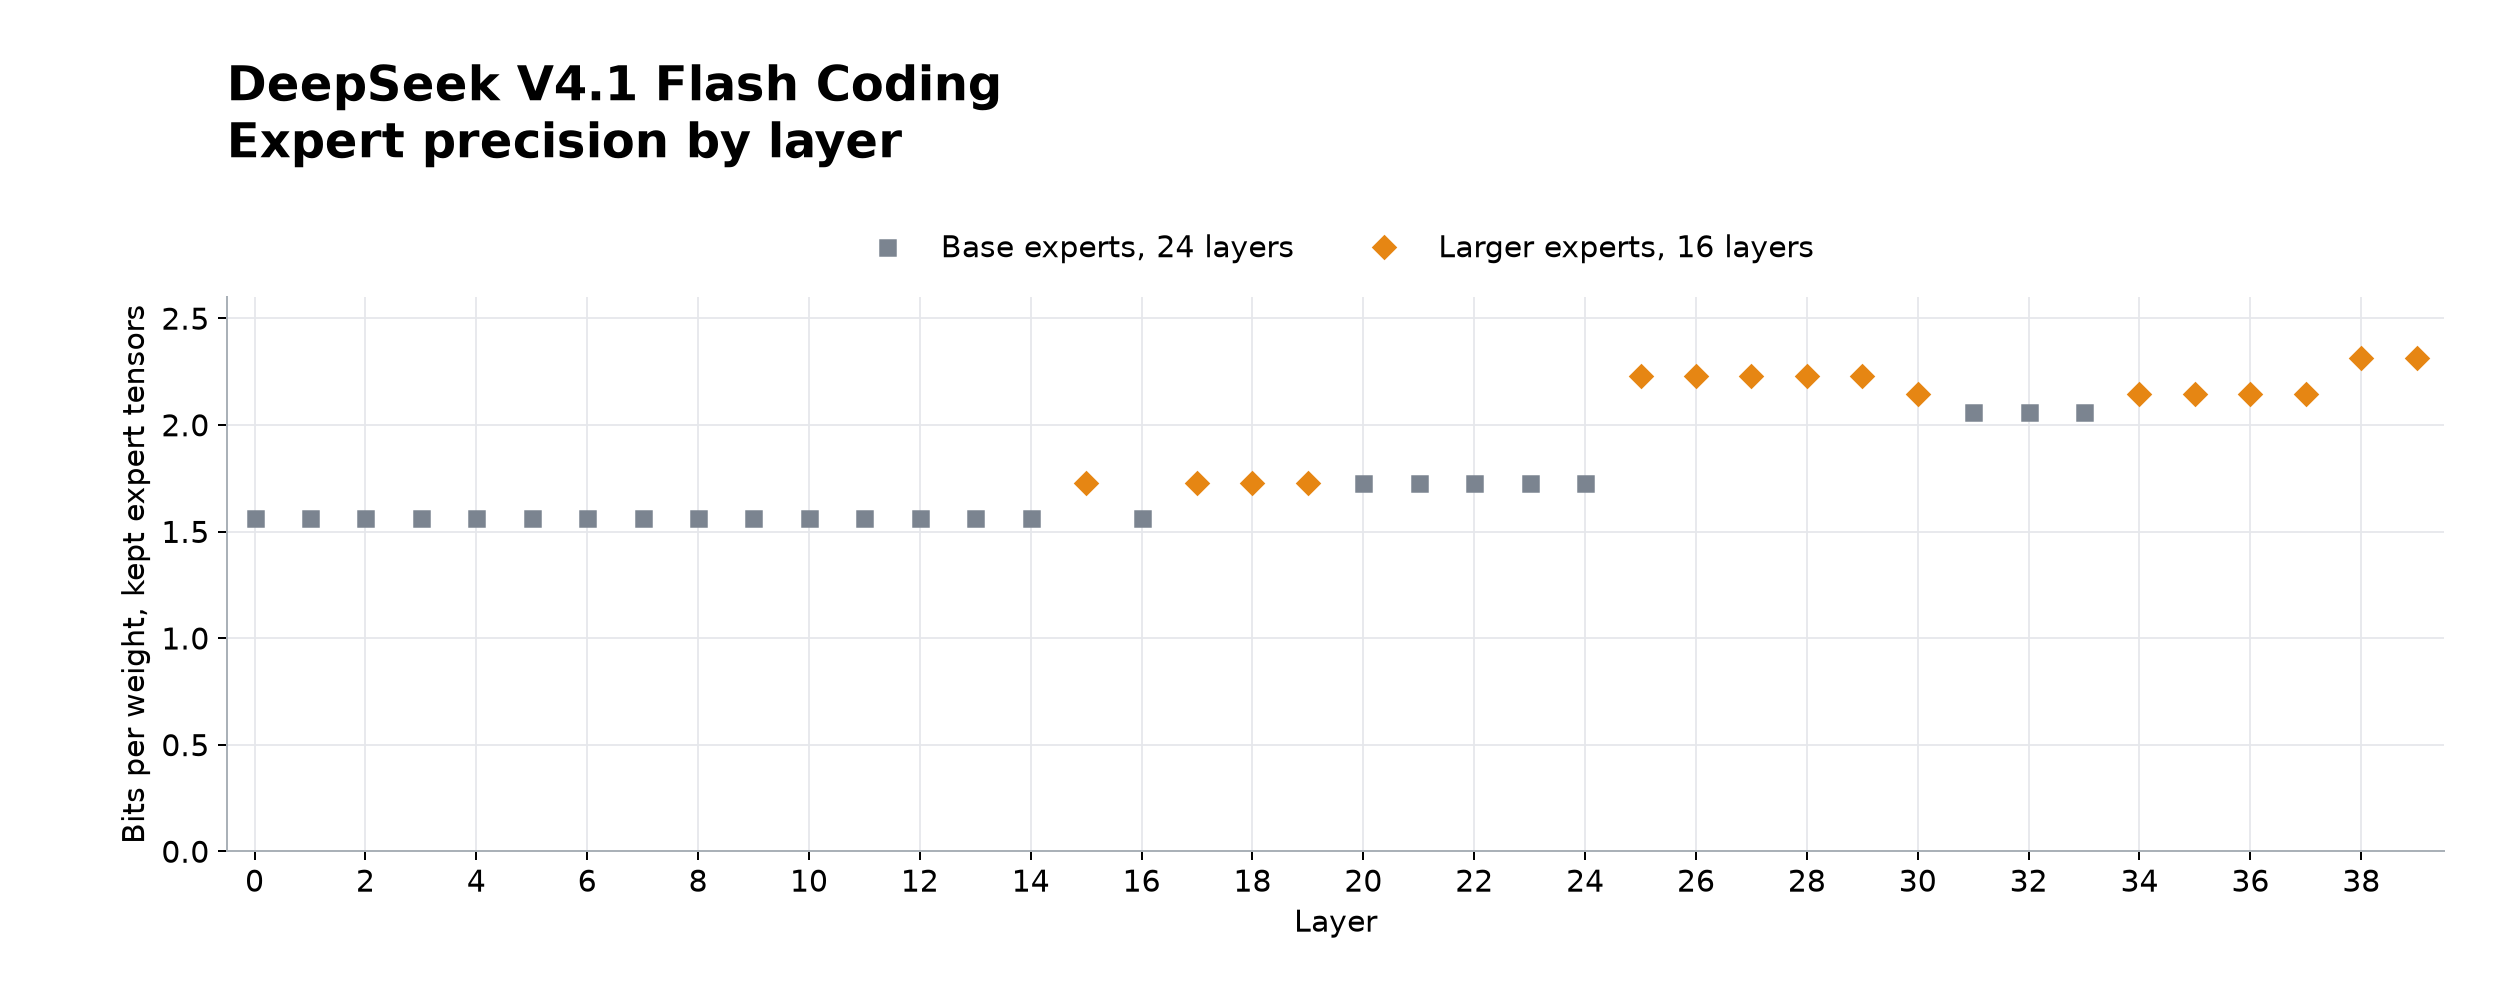 DeepSeek V4.1 Flash Coding
Expert precision by layer
Base experts, 24 layers
Larger experts, 16 layers
Bits per weight, kept expert tensors
2.5
2.0
1.5
1.0
0.5
0.0
0 2 4 6 8 10 12 14 16 18 20 22 24 26 28 30 32 34 36 38
Layer